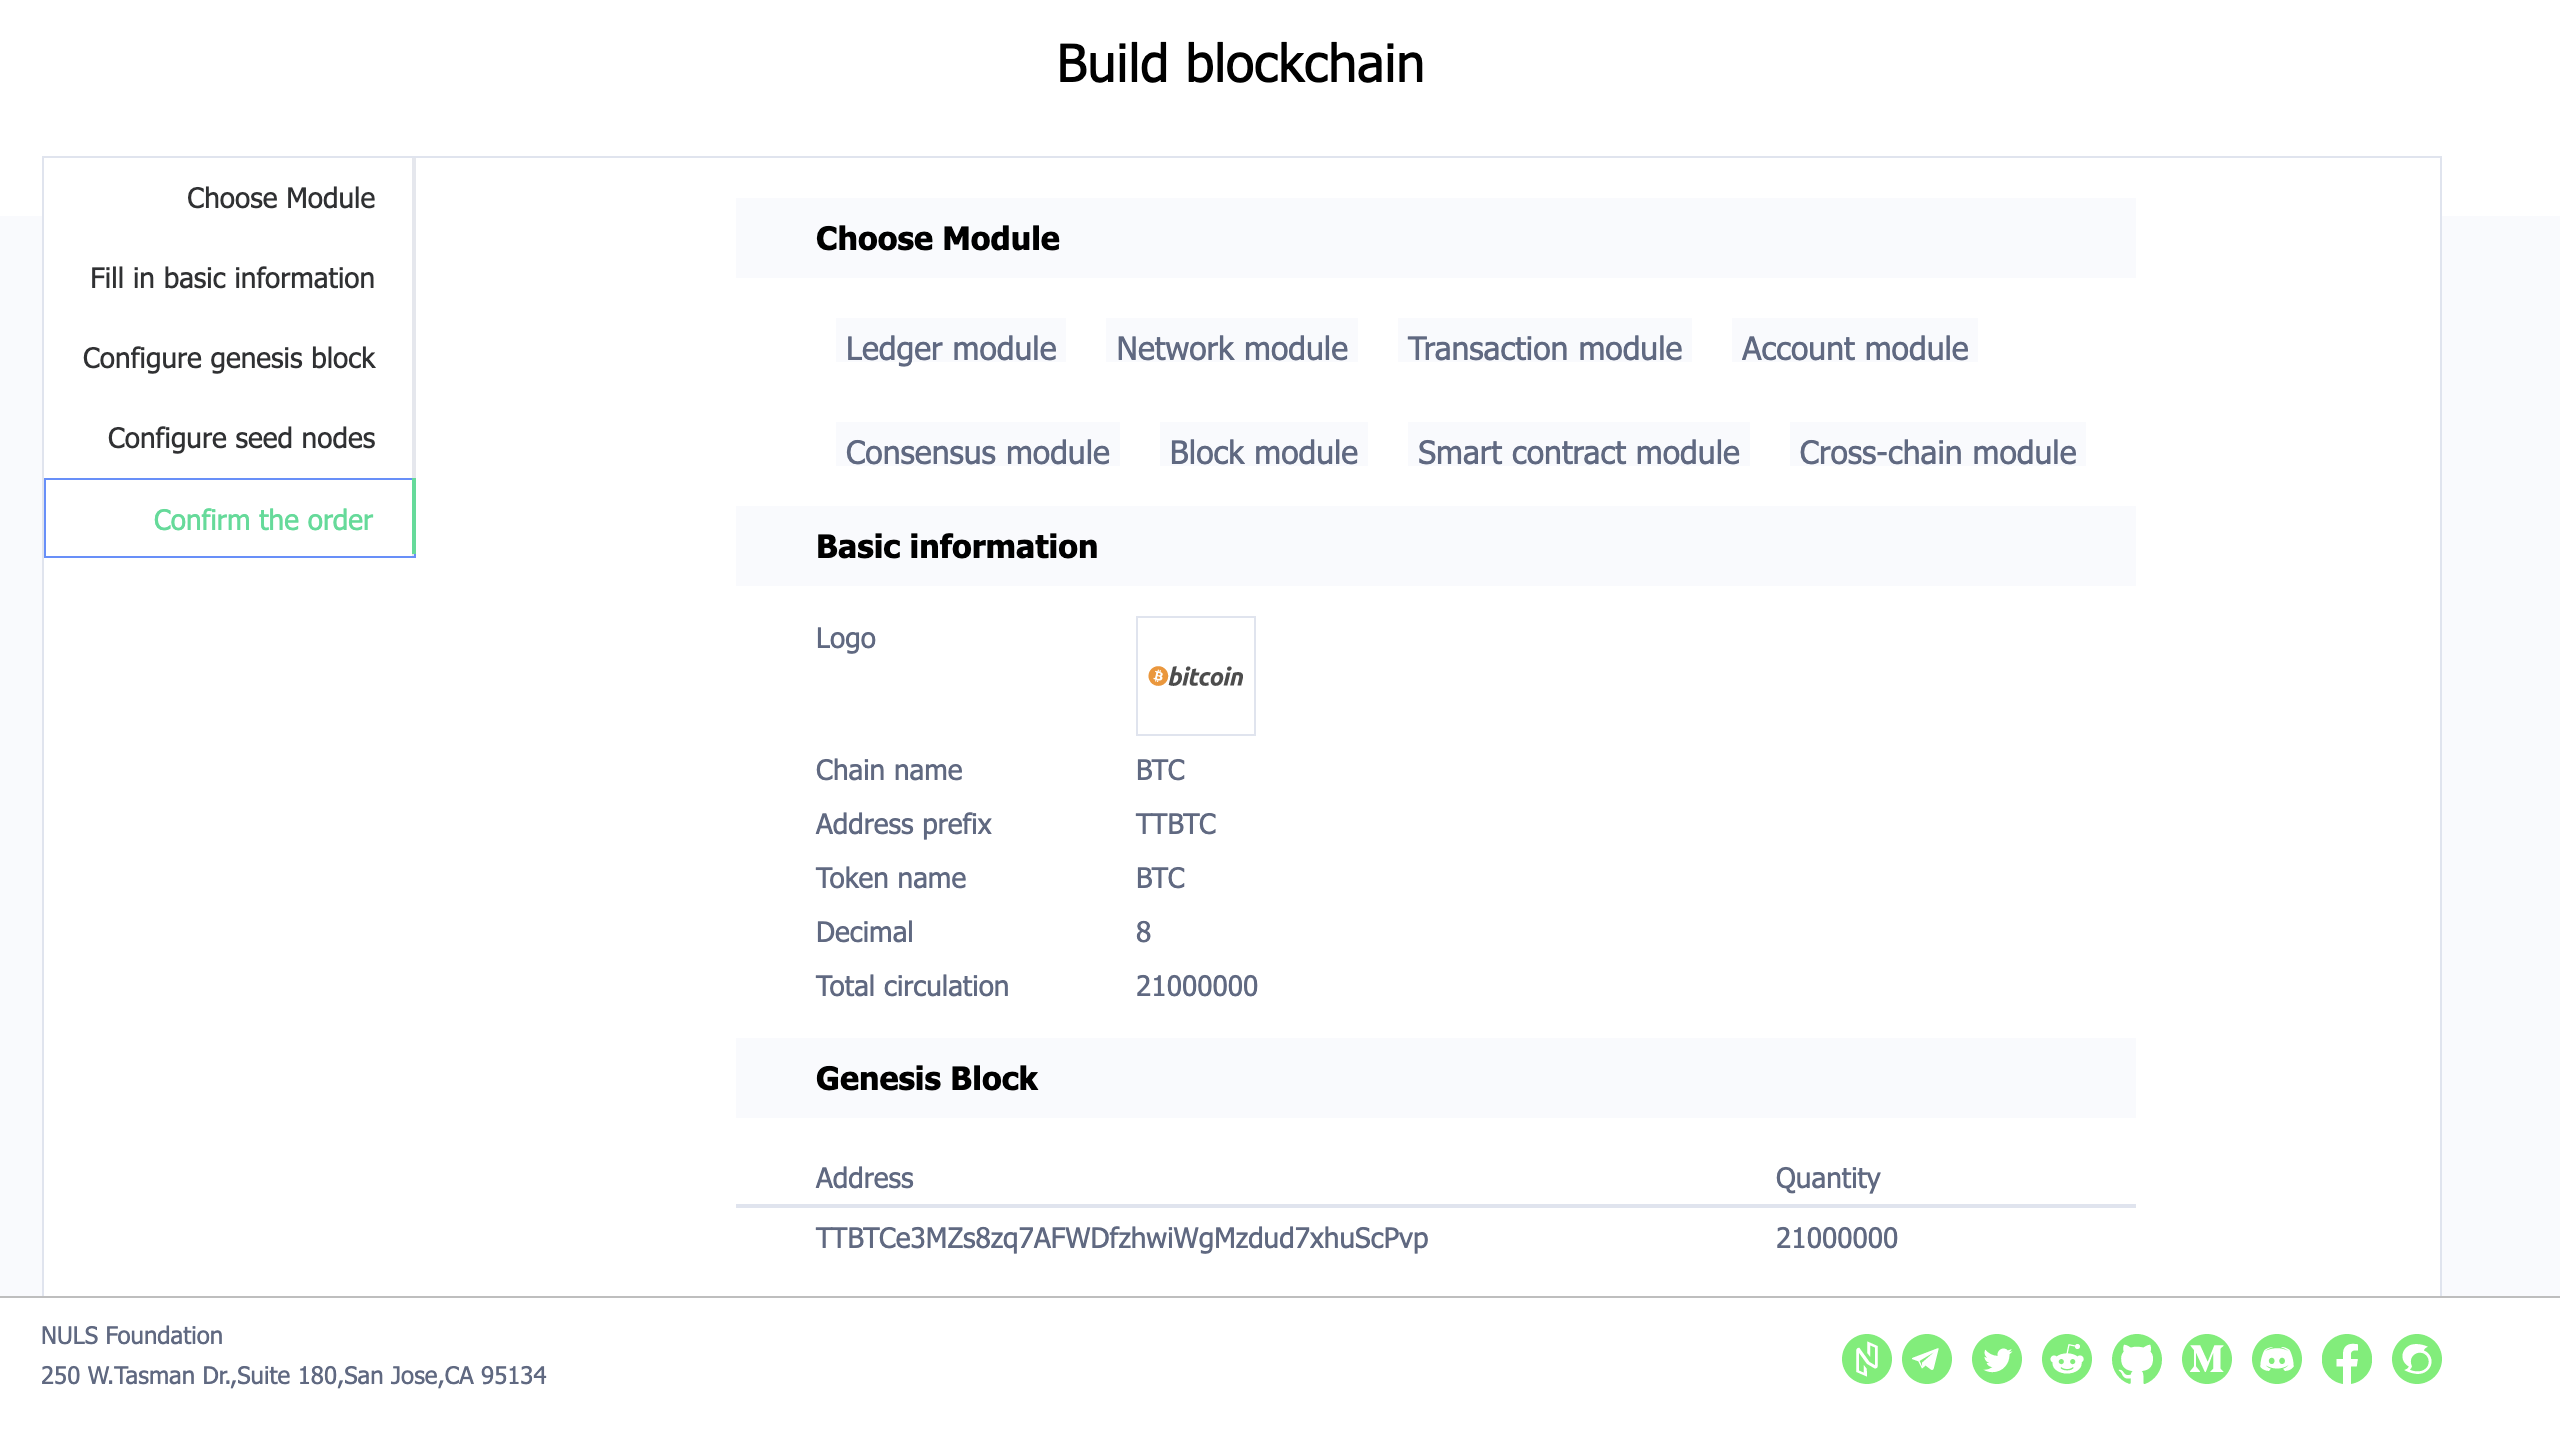 Build blockchain
Choose Module
Fill in basic information
Configure genesis block
Configure seed nodes
Confirm the order
Choose Module
Ledger module Network module Transaction module Account module
Consensus module Block module Smart contract module Cross-chain module
Basic information
Logo
bitcoin
Chain name BTC
Address prefix TTBTC
Token name BTC
Decimal 8
Total circulation 21000000
Genesis Block
Address Quantity
TTBTCe3MZs8zq7AFWDfzhwiWgMzdud7xhuScPvp 21000000
NULS Foundation
250 W.Tasman Dr.,Suite 180,San Jose,CA 95134